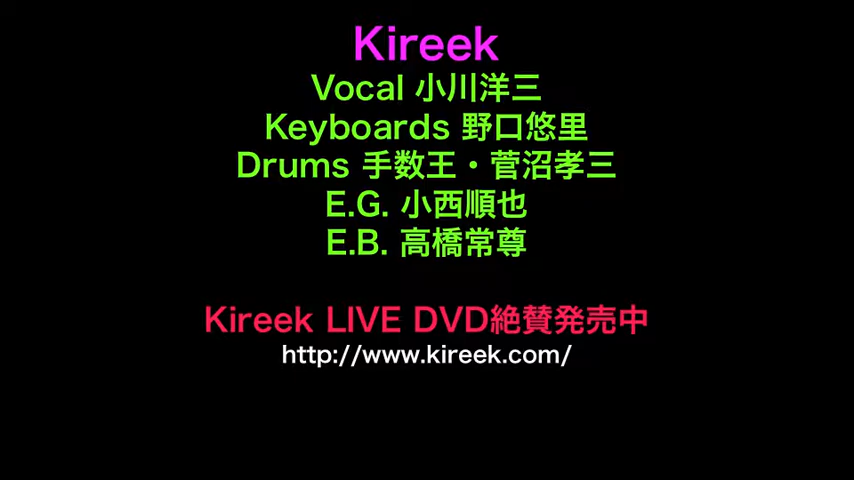 Kireek
Vocal 小川洋三
Keyboards 野口悠里
Drums 手数王・菅沼孝三
E.G. 小西順也
E.B. 高橋常尊
Kireek LIVE DVD絶賛発売中
http://www.kireek.com/